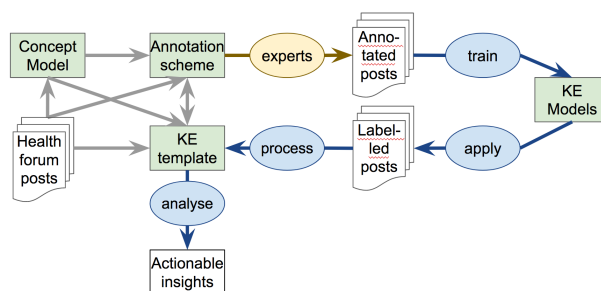 Concept
Model
Annotation
scheme
experts
Anno-
tated
posts
train
KE
Models
Health
forum
posts
KE
template
process
Label-
led
posts
apply
analyse
Actionable
insights